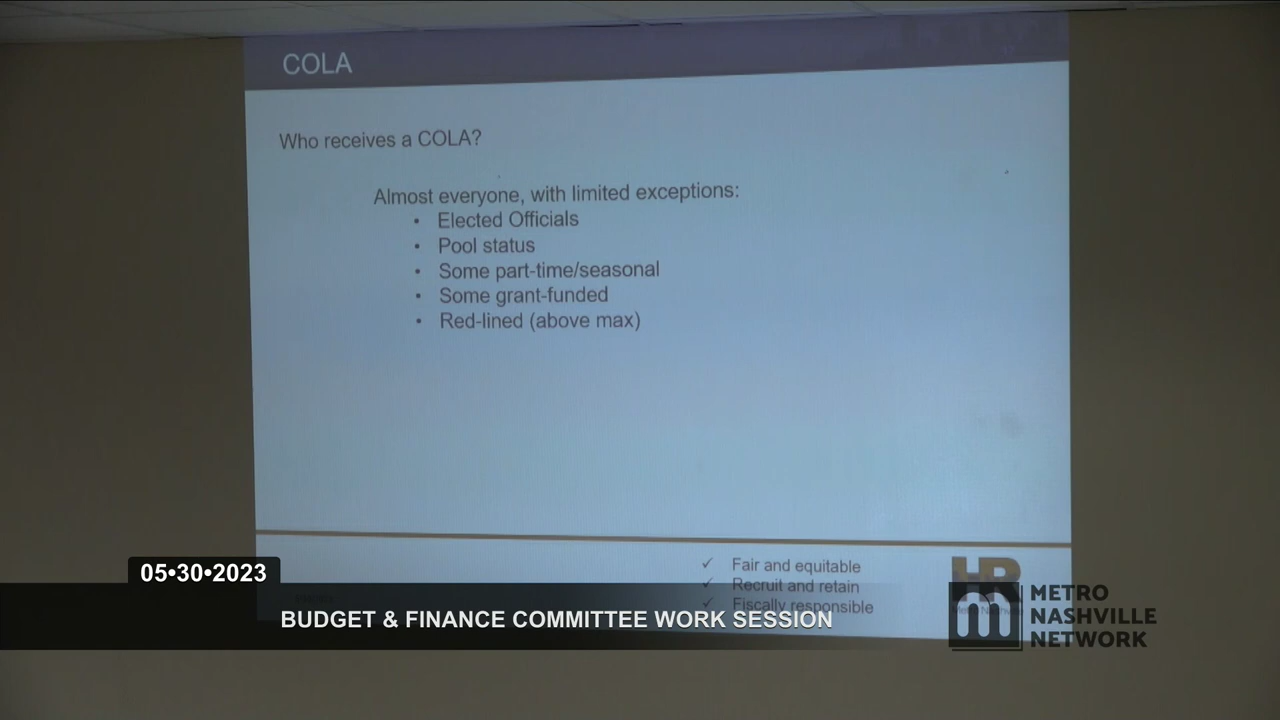 COLA
37
Who receives a COLA?
Almost everyone, with limited exceptions:
• Elected Officials
• Pool status
• Some part-time/seasonal
• Some grant-funded
• Red-lined (above max)
✓ Fair and equitable
✓ Recruit and retain
✓ Fiscally responsible
HR
05•30•2023
BUDGET & FINANCE COMMITTEE WORK SESSION
METRO
NASHVILLE
NETWORK